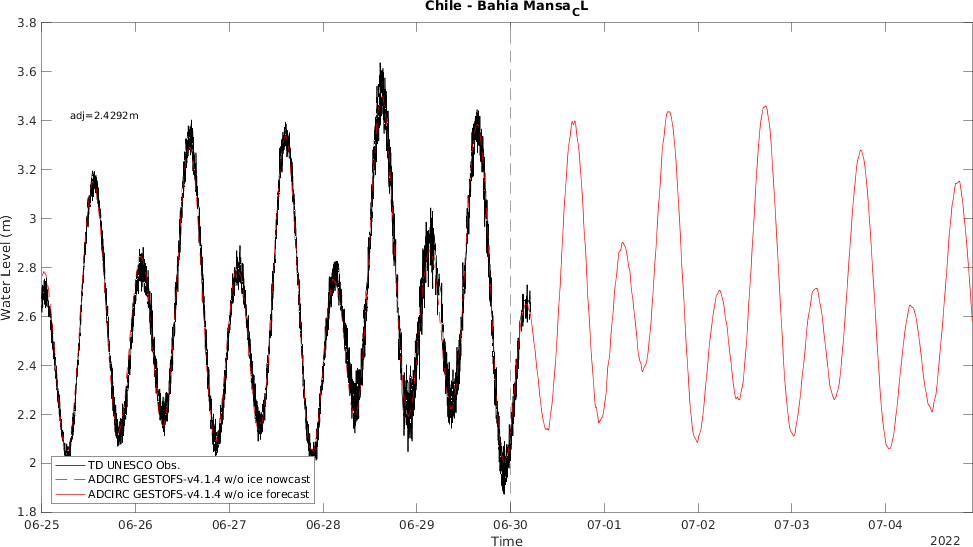 Chile - Bahia Mansa_CL
3.8
3.6
3.4
3.2
3
2.8
2.6
2.4
2.2
2
1.8
Water Level (m)
adj=2.4292m
TD UNESCO Obs.
ADCIRC GESTOFS-v4.1.4 w/o ice nowcast
ADCIRC GESTOFS-v4.1.4 w/o ice forecast
06-25 06-26 06-27 06-28 06-29 06-30 07-01 07-02 07-03 07-04
Time
2022